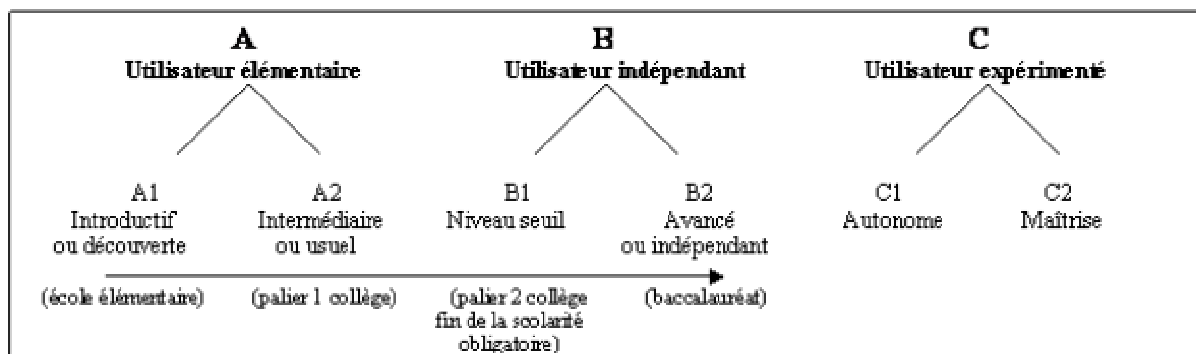 A B C
Utilisateur élémentaire Utilisateur indépendant Utilisateur expérimenté
A1 A2 B1 B2 C1 C2
Introductif Intermédiaire Niveau seuil Avancé Autonome Maîtrise
ou découverte ou usuel ou indépendant
(école élémentaire) (palier 1 collège) (palier 2 collège (baccalauréat)
fin de la scolarité
obligatoire)